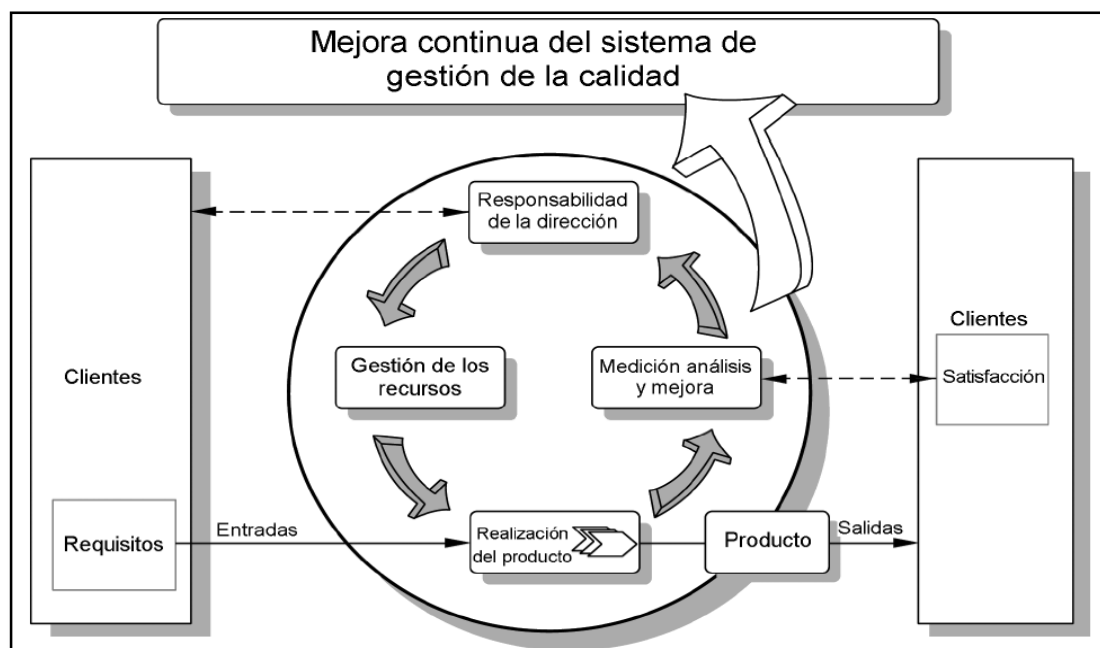 Mejora continua del sistema de
gestión de la calidad
Responsabilidad
de la dirección
Clientes
Gestión de los
recursos
Medición análisis
y mejora
Clientes
Satisfacción
Requisitos
Entradas
Realización
del producto
Producto
Salidas